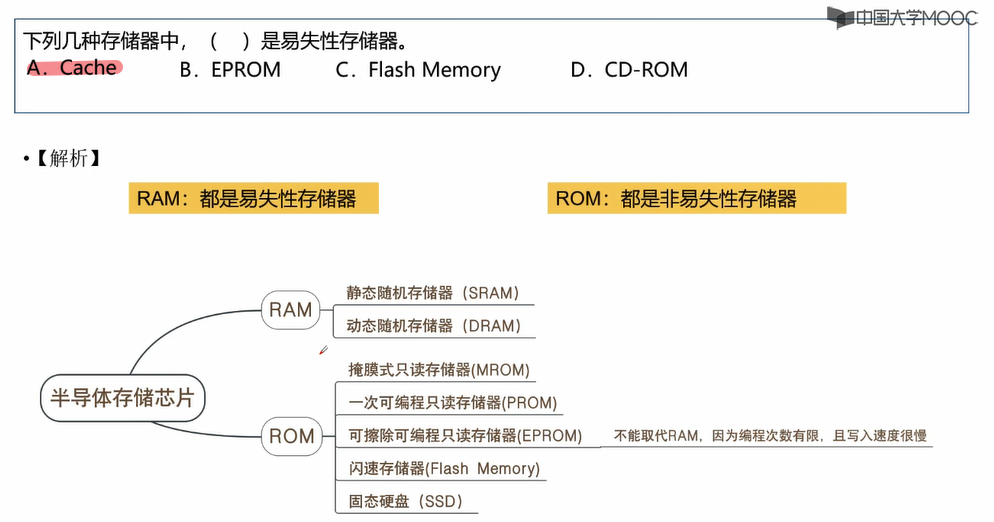 中国大学MOOC
下列几种存储器中，（　）是易失性存储器。
A. Cache B. EPROM C. Flash Memory D. CD-ROM
•【解析】
RAM：都是易失性存储器 ROM：都是非易失性存储器
半导体存储芯片
RAM
静态随机存储器（SRAM）
动态随机存储器（DRAM）
ROM
掩膜式只读存储器(MROM)
一次可编程只读存储器(PROM)
可擦除可编程只读存储器(EPROM) 不能取代RAM，因为编程次数有限，且写入速度很慢
闪速存储器(Flash Memory)
固态硬盘（SSD）